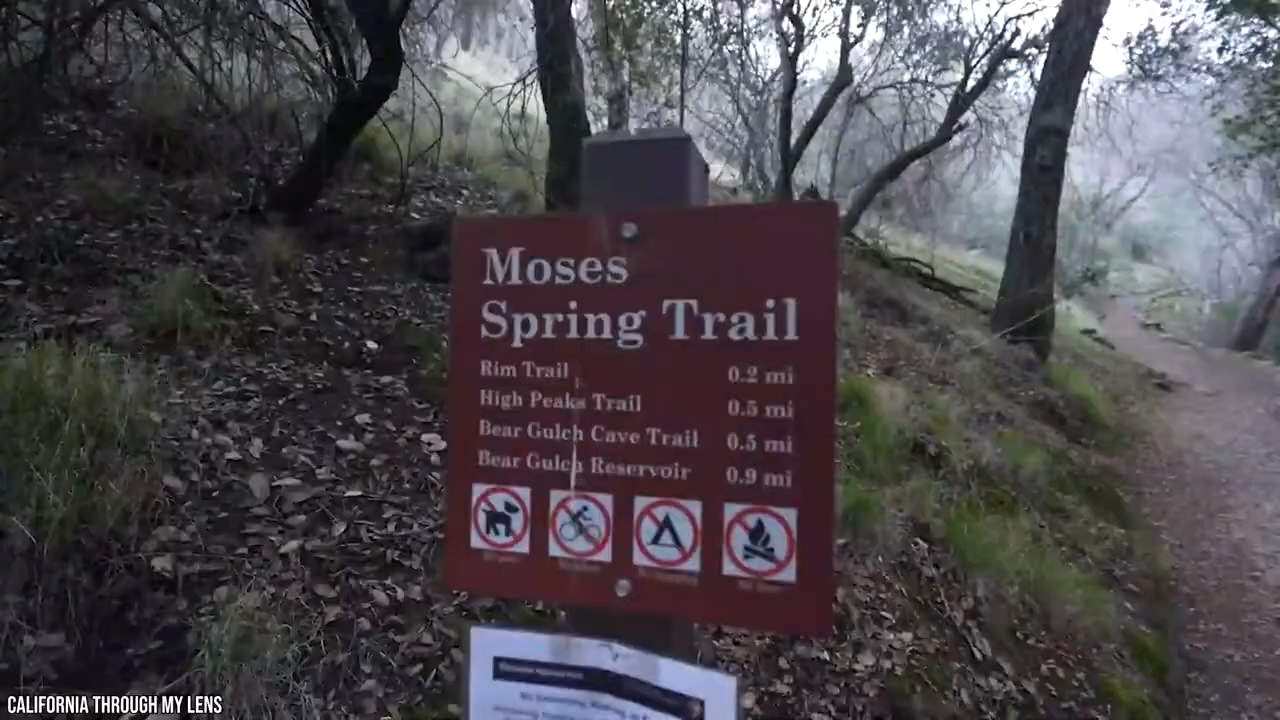 Moses
Spring Trail
Rim Trail 0.2 mi
High Peaks Trail 0.5 mi
Bear Gulch Cave Trail 0.5 mi
Bear Gulch Reservoir 0.9 mi
CALIFORNIA THROUGH MY LENS